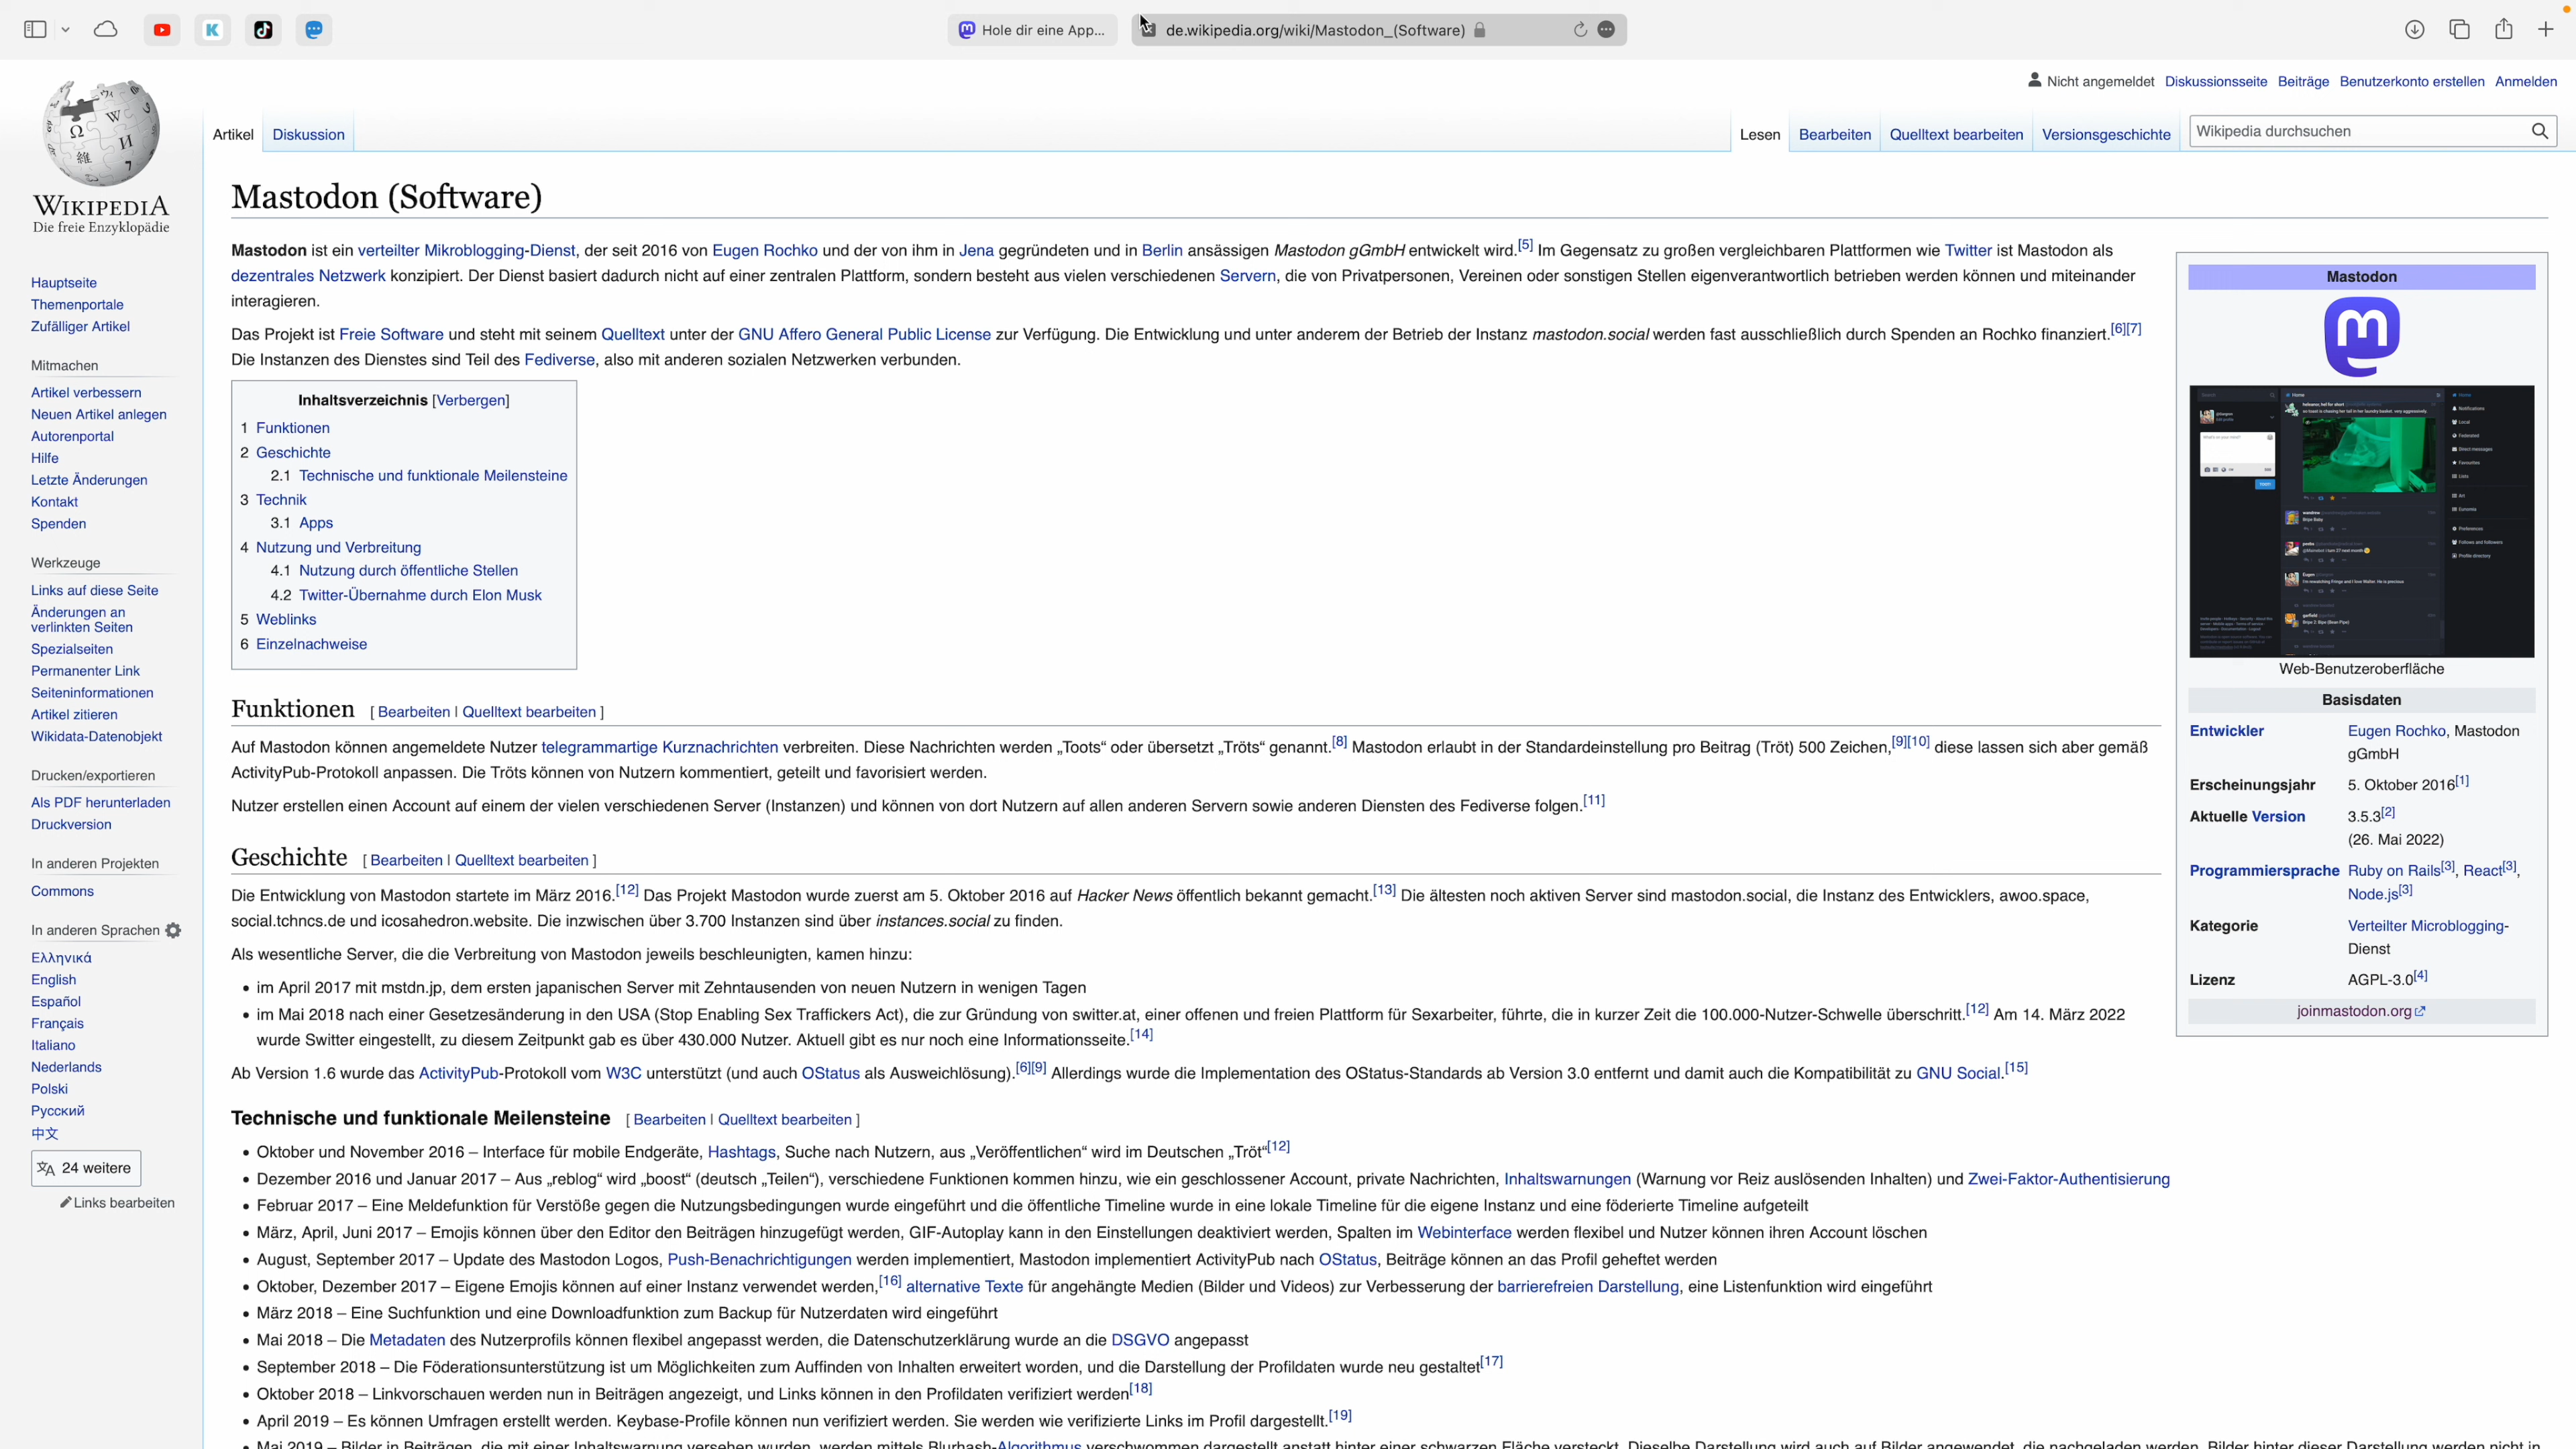 Hole dir eine App...
de.wikipedia.org/wiki/Mastodon_(Software)
Nicht angemeldet Diskussionsseite Beiträge Benutzerkonto erstellen Anmelden
WIKIPEDIA
Die freie Enzyklopädie
Artikel Diskussion
Lesen Bearbeiten Quelltext bearbeiten Versionsgeschichte
Wikipedia durchsuchen
Hauptseite
Themenportale
Zufälliger Artikel
Mitmachen
Artikel verbessern
Neuen Artikel anlegen
Autorenportal
Hilfe
Letzte Änderungen
Kontakt
Spenden
Werkzeuge
Links auf diese Seite
Änderungen an
verlinkten Seiten
Spezialseiten
Permanenter Link
Seiteninformationen
Artikel zitieren
Wikidata-Datenobjekt
Drucken/exportieren
Als PDF herunterladen
Druckversion
In anderen Projekten
Commons
In anderen Sprachen
Ελληνικά
English
Español
Français
Italiano
Nederlands
Polski
Русский
中文
24 weitere
Links bearbeiten
Mastodon (Software)
Mastodon ist ein verteilter Mikroblogging-Dienst, der seit 2016 von Eugen Rochko und der von ihm in Jena gegründeten und in Berlin ansässigen Mastodon gGmbH entwickelt wird.[5] Im Gegensatz zu großen vergleichbaren Plattformen wie Twitter ist Mastodon als
dezentrales Netzwerk konzipiert. Der Dienst basiert dadurch nicht auf einer zentralen Plattform, sondern besteht aus vielen verschiedenen Servern, die von Privatpersonen, Vereinen oder sonstigen Stellen eigenverantwortlich betrieben werden können und miteinander
interagieren.
Das Projekt ist Freie Software und steht mit seinem Quelltext unter der GNU Affero General Public License zur Verfügung. Die Entwicklung und unter anderem der Betrieb der Instanz mastodon.social werden fast ausschließlich durch Spenden an Rochko finanziert.[6][7]
Die Instanzen des Dienstes sind Teil des Fediverse, also mit anderen sozialen Netzwerken verbunden.
Inhaltsverzeichnis [Verbergen]
1 Funktionen
2 Geschichte
2.1 Technische und funktionale Meilensteine
3 Technik
3.1 Apps
4 Nutzung und Verbreitung
4.1 Nutzung durch öffentliche Stellen
4.2 Twitter-Übernahme durch Elon Musk
5 Weblinks
6 Einzelnachweise
Funktionen [ Bearbeiten | Quelltext bearbeiten ]
Auf Mastodon können angemeldete Nutzer telegrammartige Kurznachrichten verbreiten. Diese Nachrichten werden „Toots“ oder übersetzt „Tröts“ genannt.[8] Mastodon erlaubt in der Standardeinstellung pro Beitrag (Tröt) 500 Zeichen,[9][10] diese lassen sich aber gemäß
ActivityPub-Protokoll anpassen. Die Tröts können von Nutzern kommentiert, geteilt und favorisiert werden.
Nutzer erstellen einen Account auf einem der vielen verschiedenen Server (Instanzen) und können von dort Nutzern auf allen anderen Servern sowie anderen Diensten des Fediverse folgen.[11]
Geschichte [ Bearbeiten | Quelltext bearbeiten ]
Die Entwicklung von Mastodon startete im März 2016.[12] Das Projekt Mastodon wurde zuerst am 5. Oktober 2016 auf Hacker News öffentlich bekannt gemacht.[13] Die ältesten noch aktiven Server sind mastodon.social, die Instanz des Entwicklers, awoo.space,
social.tchncs.de und icosahedron.website. Die inzwischen über 3.700 Instanzen sind über instances.social zu finden.
Als wesentliche Server, die die Verbreitung von Mastodon jeweils beschleunigten, kamen hinzu:
• im April 2017 mit mstdn.jp, dem ersten japanischen Server mit Zehntausenden von neuen Nutzern in wenigen Tagen
• im Mai 2018 nach einer Gesetzesänderung in den USA (Stop Enabling Sex Traffickers Act), die zur Gründung von switter.at, einer offenen und freien Plattform für Sexarbeiter, führte, die in kurzer Zeit die 100.000-Nutzer-Schwelle überschritt.[12] Am 14. März 2022
wurde Switter eingestellt, zu diesem Zeitpunkt gab es über 430.000 Nutzer. Aktuell gibt es nur noch eine Informationsseite.[14]
Ab Version 1.6 wurde das ActivityPub-Protokoll vom W3C unterstützt (und auch OStatus als Ausweichlösung).[6][9] Allerdings wurde die Implementation des OStatus-Standards ab Version 3.0 entfernt und damit auch die Kompatibilität zu GNU Social.[15]
Technische und funktionale Meilensteine [ Bearbeiten | Quelltext bearbeiten ]
• Oktober und November 2016 – Interface für mobile Endgeräte, Hashtags, Suche nach Nutzern, aus „Veröffentlichen“ wird im Deutschen „Tröt“[12]
• Dezember 2016 und Januar 2017 – Aus „reblog“ wird „boost“ (deutsch „Teilen“), verschiedene Funktionen kommen hinzu, wie ein geschlossener Account, private Nachrichten, Inhaltswarnungen (Warnung vor Reiz auslösenden Inhalten) und Zwei-Faktor-Authentisierung
• Februar 2017 – Eine Meldefunktion für Verstöße gegen die Nutzungsbedingungen wurde eingeführt und die öffentliche Timeline wurde in eine lokale Timeline für die eigene Instanz und eine föderierte Timeline aufgeteilt
• März, April, Juni 2017 – Emojis können über den Editor den Beiträgen hinzugefügt werden, GIF-Autoplay kann in den Einstellungen deaktiviert werden, Spalten im Webinterface werden flexibel und Nutzer können ihren Account löschen
• August, September 2017 – Update des Mastodon Logos, Push-Benachrichtigungen werden implementiert, Mastodon implementiert ActivityPub nach OStatus, Beiträge können an das Profil geheftet werden
• Oktober, Dezember 2017 – Eigene Emojis können auf einer Instanz verwendet werden,[16] alternative Texte für angehängte Medien (Bilder und Videos) zur Verbesserung der barrierefreien Darstellung, eine Listenfunktion wird eingeführt
• März 2018 – Eine Suchfunktion und eine Downloadfunktion zum Backup für Nutzerdaten wird eingeführt
• Mai 2018 – Die Metadaten des Nutzerprofils können flexibel angepasst werden, die Datenschutzerklärung wurde an die DSGVO angepasst
• September 2018 – Die Föderationsunterstützung ist um Möglichkeiten zum Auffinden von Inhalten erweitert worden, und die Darstellung der Profildaten wurde neu gestaltet[17]
• Oktober 2018 – Linkvorschauen werden nun in Beiträgen angezeigt, und Links können in den Profildaten verifiziert werden[18]
• April 2019 – Es können Umfragen erstellt werden. Keybase-Profile können nun verifiziert werden. Sie werden wie verifizierte Links im Profil dargestellt.[19]
• Mai 2019 – Bilder in Beiträgen, die mit einer Inhaltswarnung versehen wurden, werden mittels Blurhash-Algorithmus verschwommen dargestellt anstatt hinter einer schwarzen Fläche versteckt. Dieselbe Darstellung wird auch auf Bilder angewendet, die nachgeladen werden. Bilder hinter dieser Darstellung werden nicht in
Mastodon
Web-Benutzeroberfläche
Basisdaten
Entwickler Eugen Rochko, Mastodon
gGmbH
Erscheinungsjahr 5. Oktober 2016[1]
Aktuelle Version 3.5.3[2]
(26. Mai 2022)
Programmiersprache Ruby on Rails[3], React[3],
Node.js[3]
Kategorie Verteilter Microblogging-
Dienst
Lizenz AGPL-3.0[4]
joinmastodon.org